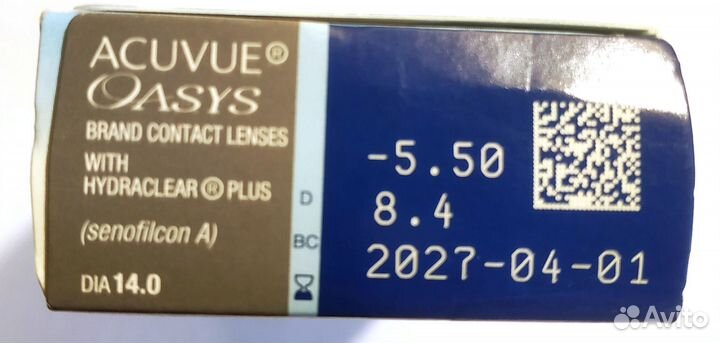 ACUVUE®
OASYS
BRAND CONTACT LENSES
WITH
HYDRACLEAR® PLUS
(senofilcon A)
DIA 14.0
D -5.50
BC 8.4
2027-04-01
Avito